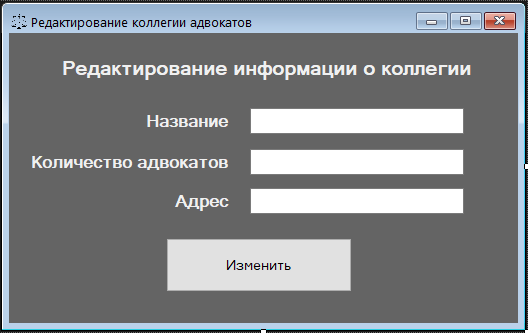 Редактирование коллегии адвокатов
Редактирование информации о коллегии
Название
Количество адвокатов
Адрес
Изменить